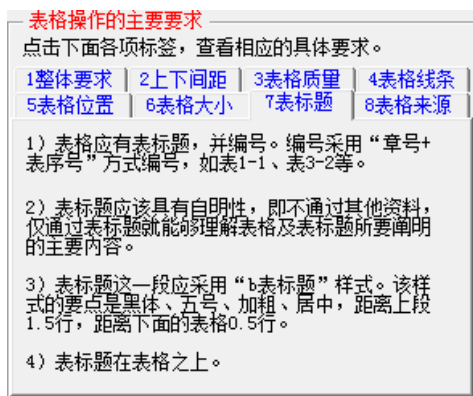 表格操作的主要要求
点击下面各项标签，查看相应的具体要求。
1整体要求 2上下间距 3表格质量 4表格线条
5表格位置 6表格大小 7表标题 8表格来源
1）表格应有表标题，并编号。编号采用“章号+
表序号”方式编号，如表1-1、表3-2等。
2）表标题应该具有自明性，即不通过其他资料，
仅通过表标题就能够理解表格及表标题所要阐明
的主要内容。
3）表标题这一段应采用“b表标题”样式。该样
式的要点是黑体、五号、加粗、居中，距离上段
1.5行，距离下面的表格0.5行。
4）表标题在表格之上。